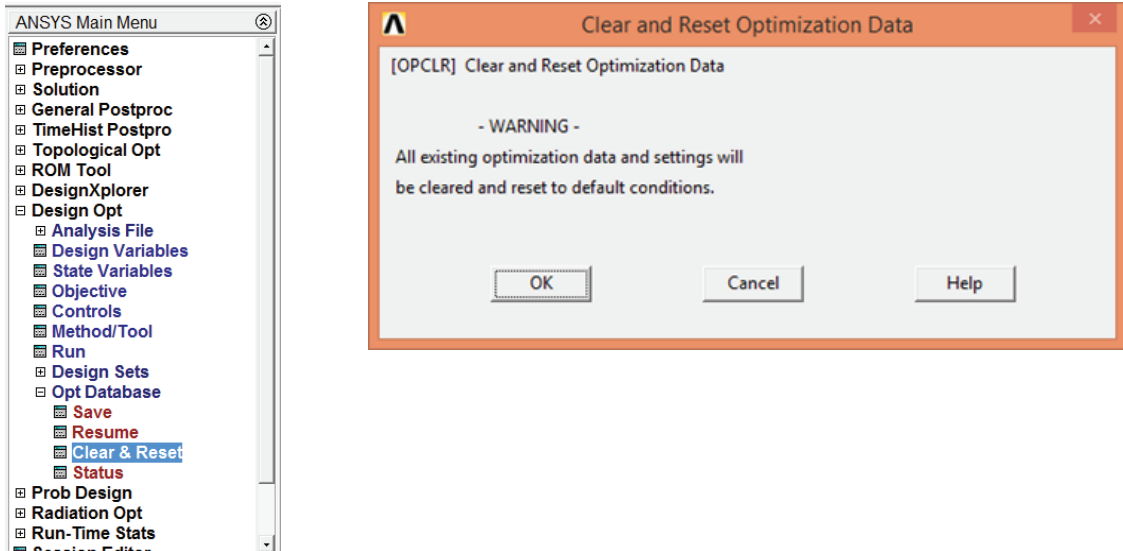 ANSYS Main Menu
Preferences
Preprocessor
Solution
General Postproc
TimeHist Postpro
Topological Opt
ROM Tool
DesignXplorer
Design Opt
Analysis File
Design Variables
State Variables
Objective
Controls
Method/Tool
Run
Design Sets
Opt Database
Save
Resume
Clear & Reset
Status
Prob Design
Radiation Opt
Run-Time Stats
Session Editor
Clear and Reset Optimization Data
[OPCLR] Clear and Reset Optimization Data
- WARNING -
All existing optimization data and settings will
be cleared and reset to default conditions.
OK
Cancel
Help